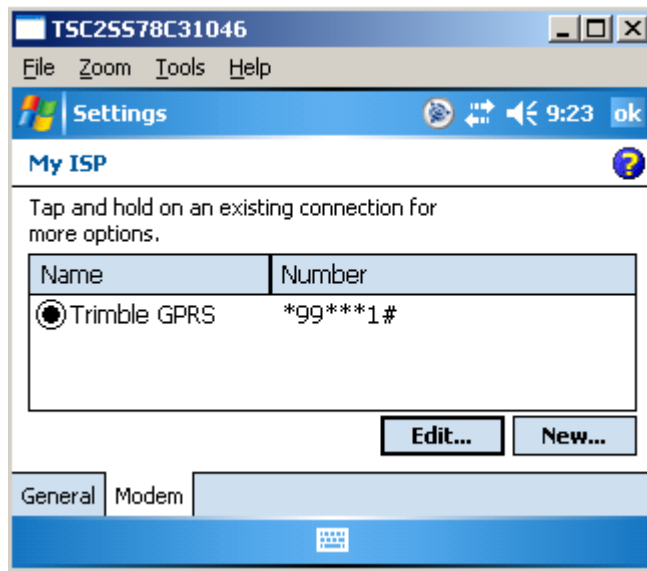 TSC2SS78C31046
File Zoom Tools Help
Settings 9:23 ok
My ISP
Tap and hold on an existing connection for
more options.
Name Number
Trimble GPRS *99***1#
Edit... New...
General Modem